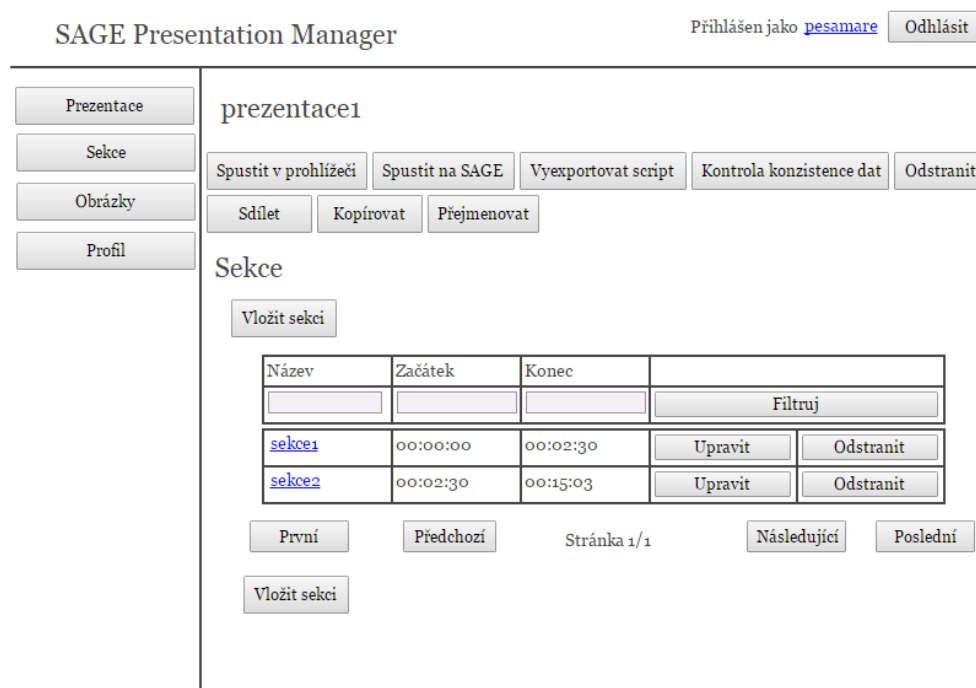 SAGE Presentation Manager
Přihlášen jako pesamare Odhlásit
Prezentace
Sekce
Obrázky
Profil
prezentace1
Spustit v prohlížeči Spustit na SAGE Vyexportovat script Kontrola konzistence dat Odstranit
Sdílet Kopírovat Přejmenovat
Sekce
Vložit sekci
Název Začátek Konec
Filtruj
sekce1 00:00:00 00:02:30 Upravit Odstranit
sekce2 00:02:30 00:15:03 Upravit Odstranit
První Předchozí Stránka 1/1 Následující Poslední
Vložit sekci